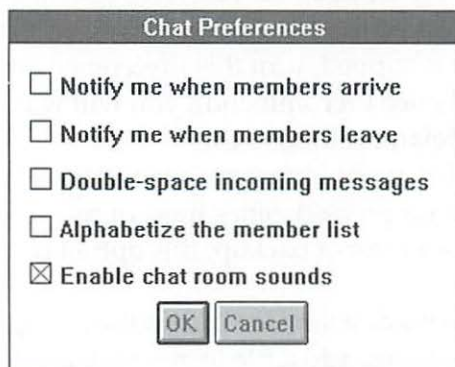 Chat Preferences
Notify me when members arrive
Notify me when members leave
Double-space incoming messages
Alphabetize the member list
Enable chat room sounds
OK Cancel